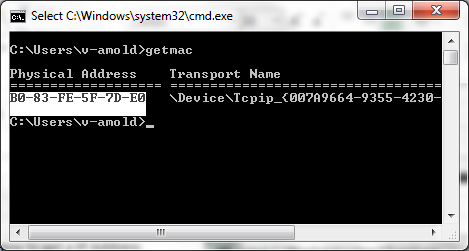 Select C:\Windows\system32\cmd.exe
C:\Users\v-amold>getmac
Physical Address    Transport Name
=================== ==================================
B0-83-FE-5F-7D-E0   \Device\Tcpip_{007A9664-9355-4230-
C:\Users\v-amold>_